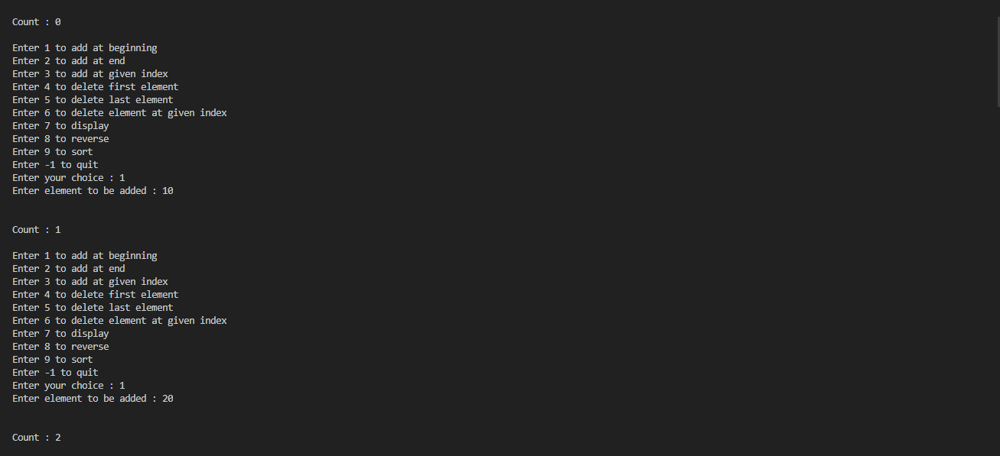 Count : 0
Enter 1 to add at beginning
Enter 2 to add at end
Enter 3 to add at given index
Enter 4 to delete first element
Enter 5 to delete last element
Enter 6 to delete element at given index
Enter 7 to display
Enter 8 to reverse
Enter 9 to sort
Enter -1 to quit
Enter your choice : 1
Enter element to be added : 10
Count : 1
Enter 1 to add at beginning
Enter 2 to add at end
Enter 3 to add at given index
Enter 4 to delete first element
Enter 5 to delete last element
Enter 6 to delete element at given index
Enter 7 to display
Enter 8 to reverse
Enter 9 to sort
Enter -1 to quit
Enter your choice : 1
Enter element to be added : 20
Count : 2